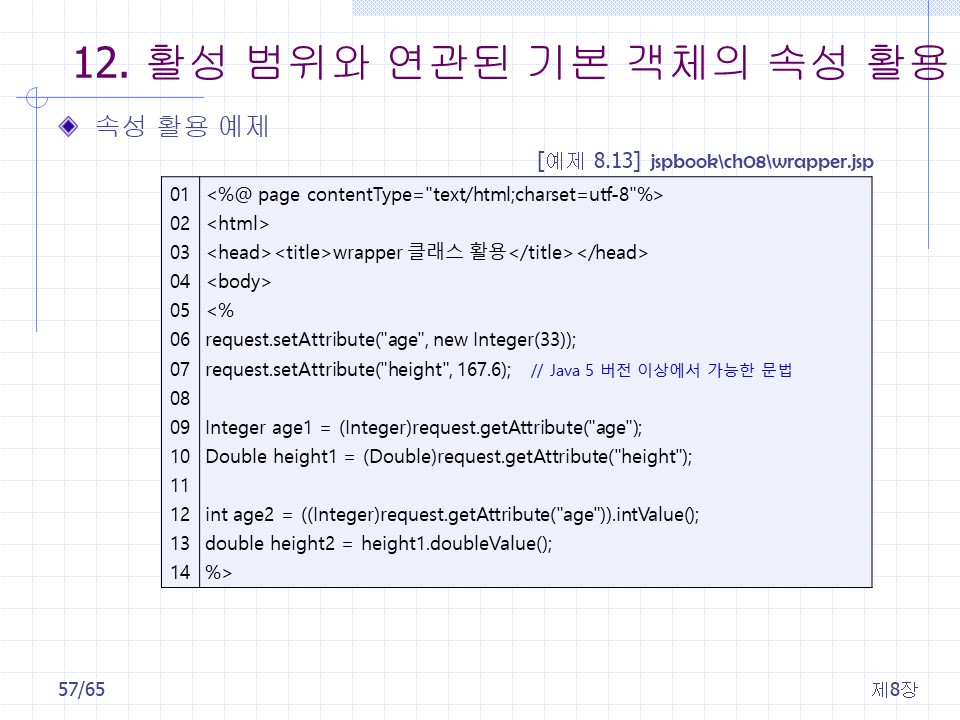 12. 활성 범위와 연관된 기본 객체의 속성 활용
속성 활용 예제
[예제 8.13] jspbook\ch08\wrapper.jsp
01 <%@ page contentType="text/html;charset=utf-8"%>
02 <html>
03 <head><title>wrapper 클래스 활용</title></head>
04 <body>
05 <%
06 request.setAttribute("age", new Integer(33));
07 request.setAttribute("height", 167.6); // Java 5 버전 이상에서 가능한 문법
08
09 Integer age1 = (Integer)request.getAttribute("age");
10 Double height1 = (Double)request.getAttribute("height");
11
12 int age2 = ((Integer)request.getAttribute("age")).intValue();
13 double height2 = height1.doubleValue();
14 %>
57/65
제8장